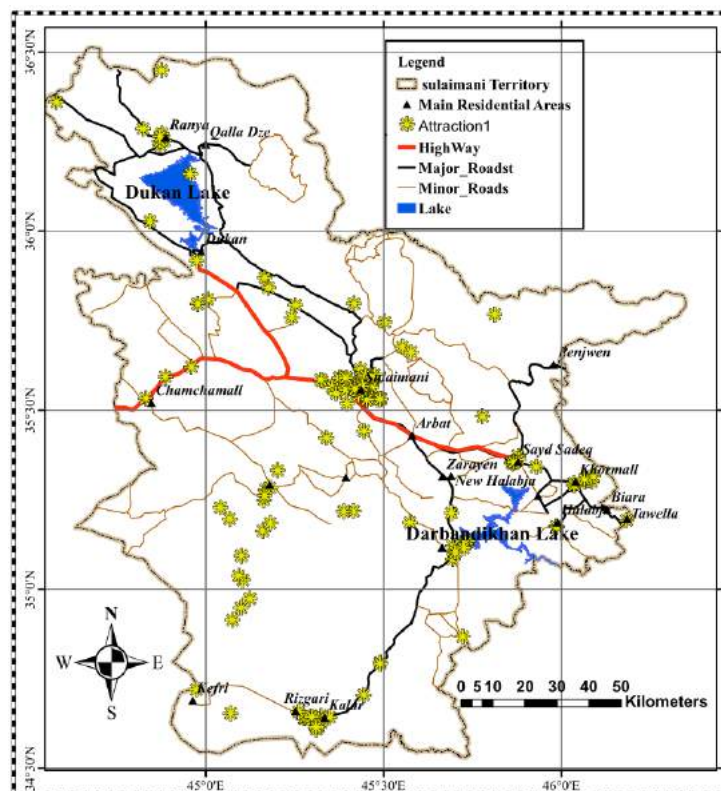 36°30'N
36°0'N
35°30'N
35°0'N
34°30'N
Legend
sulaimani Territory
Main Residential Areas
Attraction1
HighWay
Major_Roadst
Minor_Roads
Lake
Ranya
Qalla Dze
Dukan Lake
Dukan
Penjwen
Sulaimani
Chamchamall
Arbat
Sayd Sadeq
Zarayen
New Halabja
Khormall
Biara
Halabja
Tawella
Darbandikhan Lake
N
W E
S
Kefri
Rizgari
Kalar
0 5 10 20 30 40 50
Kilometers
45°0'E
45°30'E
46°0'E